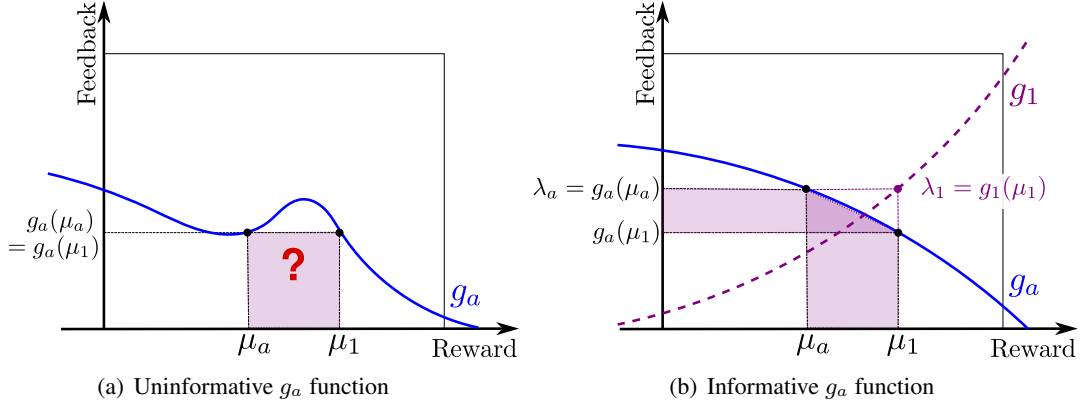 Feedback
g_a(μ_a)
= g_a(μ_1)
?
g_a
μ_a
μ_1
Reward
(a) Uninformative g_a function
Feedback
g_1
λ_a = g_a(μ_a)
λ_1 = g_1(μ_1)
g_a(μ_1)
g_a
μ_a
μ_1
Reward
(b) Informative g_a function